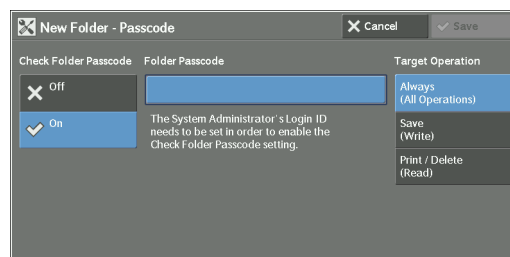 New Folder - Passcode
Cancel
Save
Check Folder Passcode
Folder Passcode
Target Operation
Off
On
The System Administrator's Login ID
needs to be set in order to enable the
Check Folder Passcode setting.
Always
(All Operations)
Save
(Write)
Print / Delete
(Read)